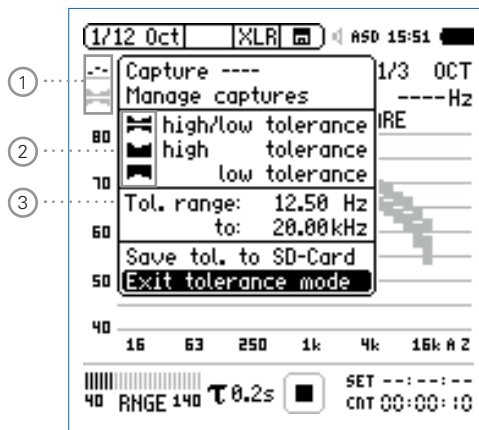 (1/12 Oct XLR ASD 15:51
-.- Capture ---- 1/3 OCT
Manage captures ----Hz
high/low tolerance IRE
80 high tolerance
low tolerance
70
Tol. range: 12.50 Hz
60 to: 20.00kHz
Save tol. to SD-Card
50 Exit tolerance mode
40
16 63 250 1k 4k 16k A Z
40 RNGE 140 τ0.2s SET --:--:--
CNT 00:00:10
1
2
3